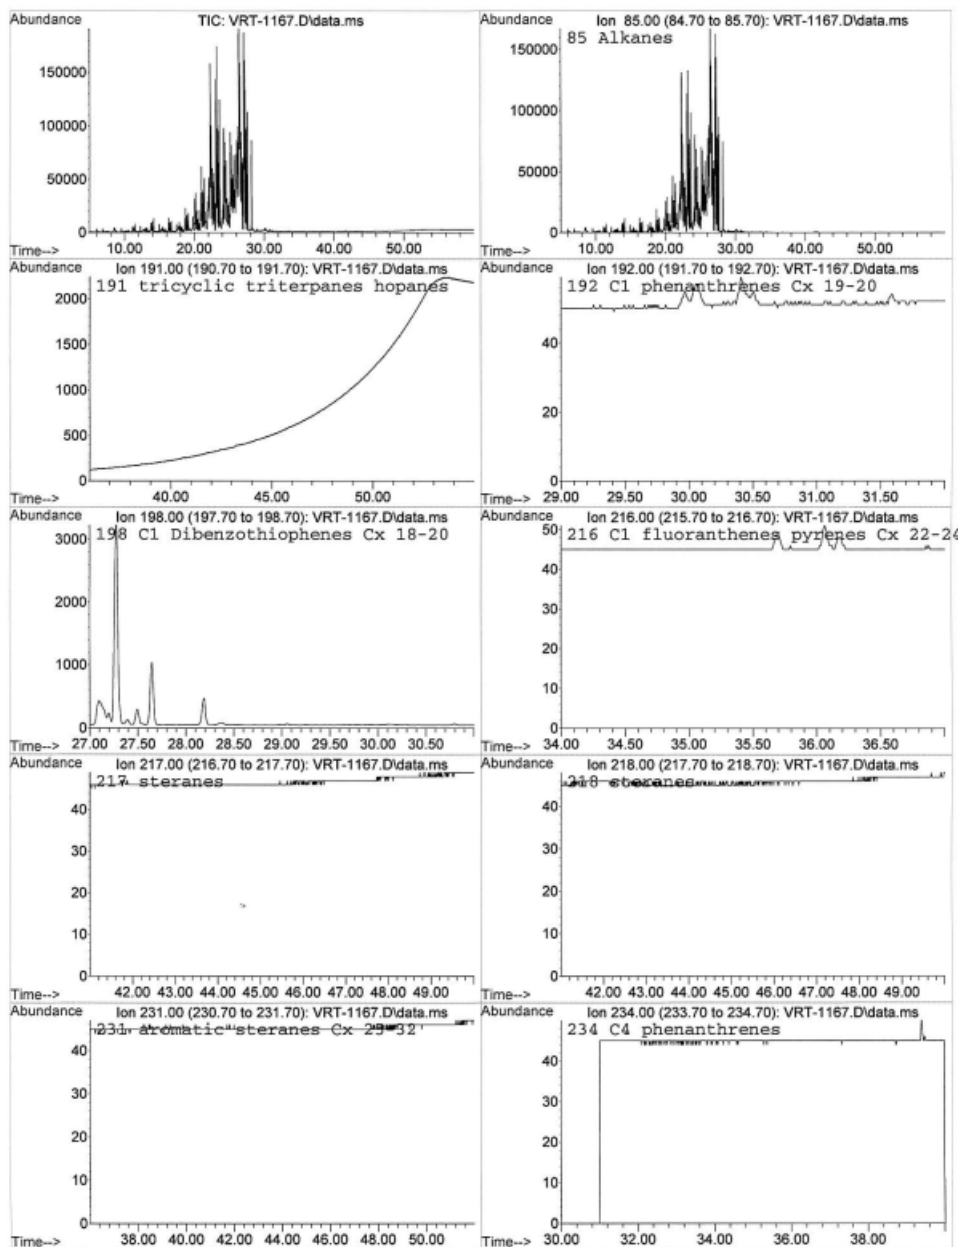 Abundance
TIC: VRT-1167.D\data.ms
150000
100000
50000
0
Time-->
10.00 20.00 30.00 40.00 50.00
Abundance
Ion 85.00 (84.70 to 85.70): VRT-1167.D\data.ms
85 Alkanes
150000
100000
50000
0
Time-->
10.00 20.00 30.00 40.00 50.00
Abundance
Ion 191.00 (190.70 to 191.70): VRT-1167.D\data.ms
191 tricyclic triterpanes hopanes
2000
1500
1000
500
0
Time-->
40.00 45.00 50.00
Abundance
Ion 192.00 (191.70 to 192.70): VRT-1167.D\data.ms
192 C1 phenanthrenes Cx 19-20
40
20
0
Time-->
29.00 29.50 30.00 30.50 31.00 31.50
Abundance
Ion 198.00 (197.70 to 198.70): VRT-1167.D\data.ms
198 C1 Dibenzothiophenes Cx 18-20
3000
2000
1000
0
Time-->
27.00 27.50 28.00 28.50 29.00 29.50 30.00 30.50
Abundance
Ion 216.00 (215.70 to 216.70): VRT-1167.D\data.ms
216 C1 fluoranthenes pyrenes Cx 22-24
50
40
30
20
10
0
Time-->
34.00 34.50 35.00 35.50 36.00 36.50
Abundance
Ion 217.00 (216.70 to 217.70): VRT-1167.D\data.ms
217 steranes
40
30
20
10
0
Time-->
42.00 43.00 44.00 45.00 46.00 47.00 48.00 49.00
Abundance
Ion 218.00 (217.70 to 218.70): VRT-1167.D\data.ms
218 steranes
40
30
20
10
0
Time-->
42.00 43.00 44.00 45.00 46.00 47.00 48.00 49.00
Abundance
Ion 231.00 (230.70 to 231.70): VRT-1167.D\data.ms
231 aromatic steranes Cx 25-32
40
30
20
10
0
Time-->
38.00 40.00 42.00 44.00 46.00 48.00 50.00
Abundance
Ion 234.00 (233.70 to 234.70): VRT-1167.D\data.ms
234 C4 phenanthrenes
40
30
20
10
0
Time-->
30.00 32.00 34.00 36.00 38.00